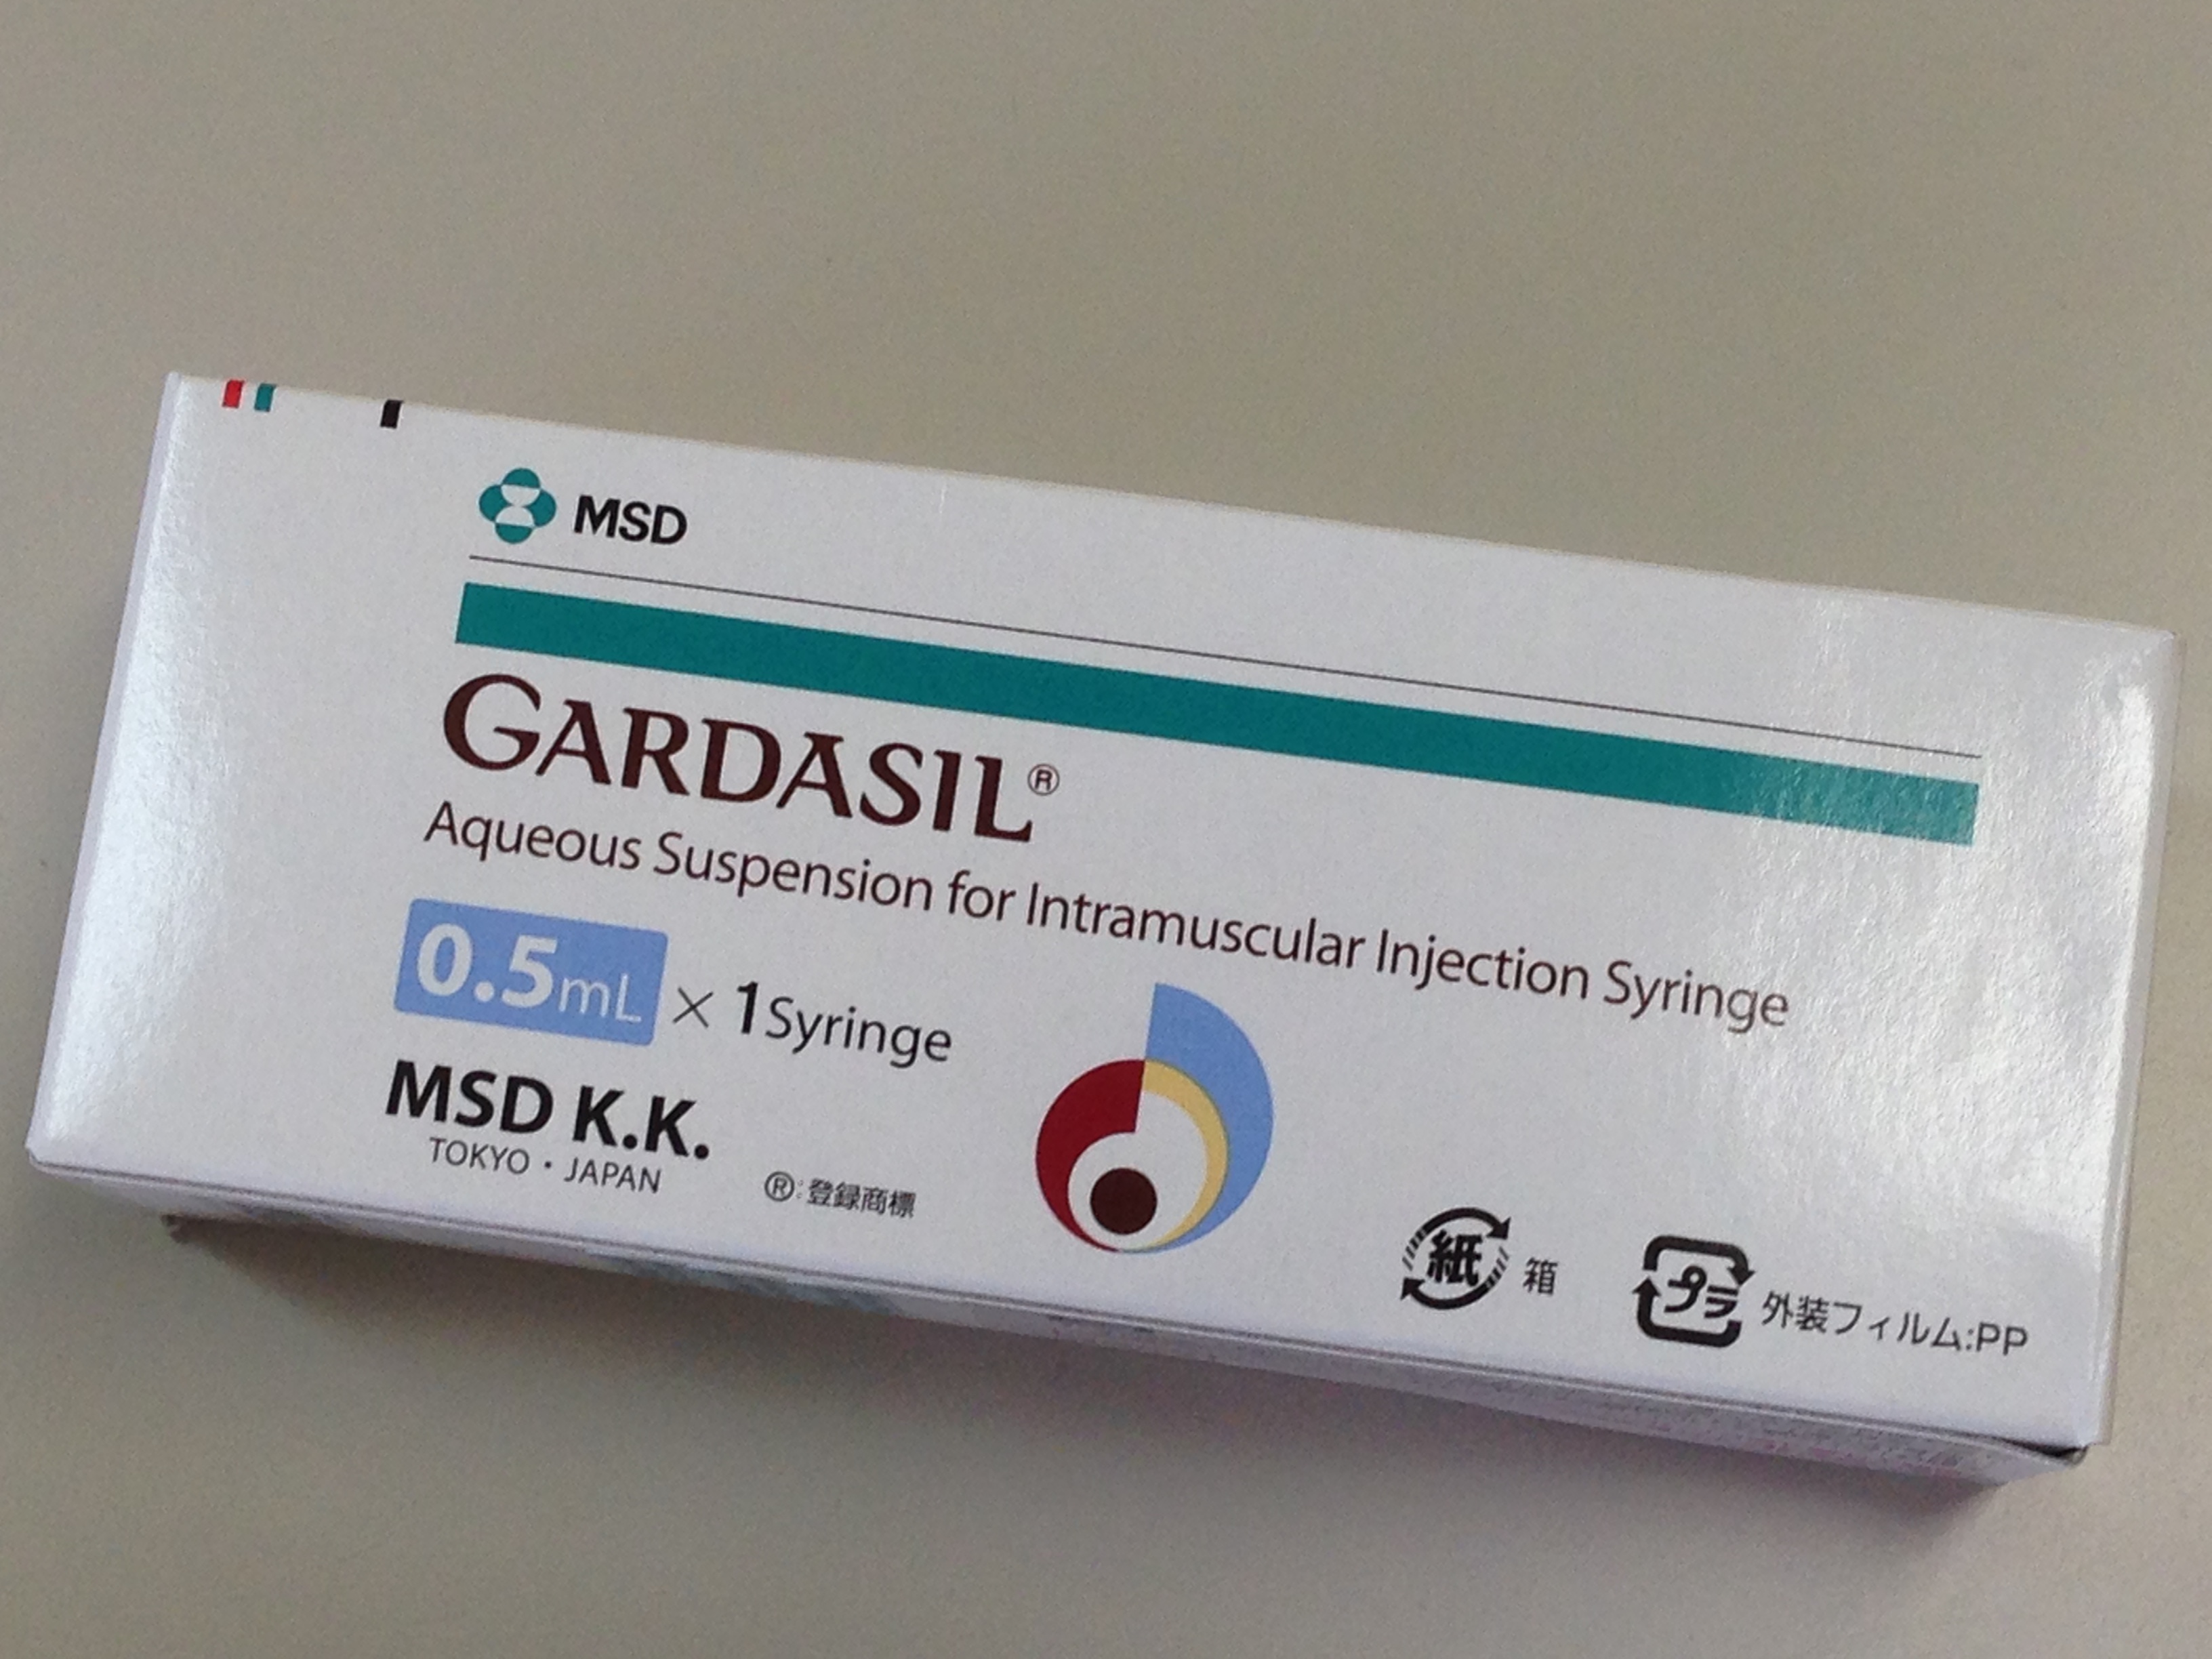 MSD
GARDASIL®
Aqueous Suspension for Intramuscular Injection Syringe
0.5mL × 1Syringe
MSD K.K.
TOKYO・JAPAN
®:登録商標
紙 箱
プラ 外装フィルム:PP